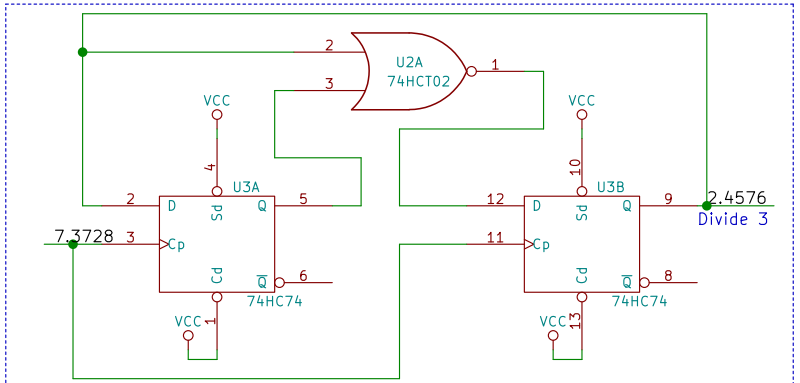 2
U2A
1
74HCT02
3
VCC
VCC
4
10
U3A
U3B
2
D
Sd
Q
5
12
D
Sd
Q
9
2.4576
Divide 3
7.3728
3
Cp
11
Cp
Cd
Q
6
Cd
Q
8
74HC74
74HC74
VCC
1
VCC
13